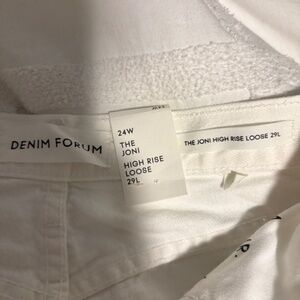 DENIM FORUM
24W
THE
JONI
HIGH RISE
LOOSE
29L
THE JONI HIGH RISE LOOSE 29L